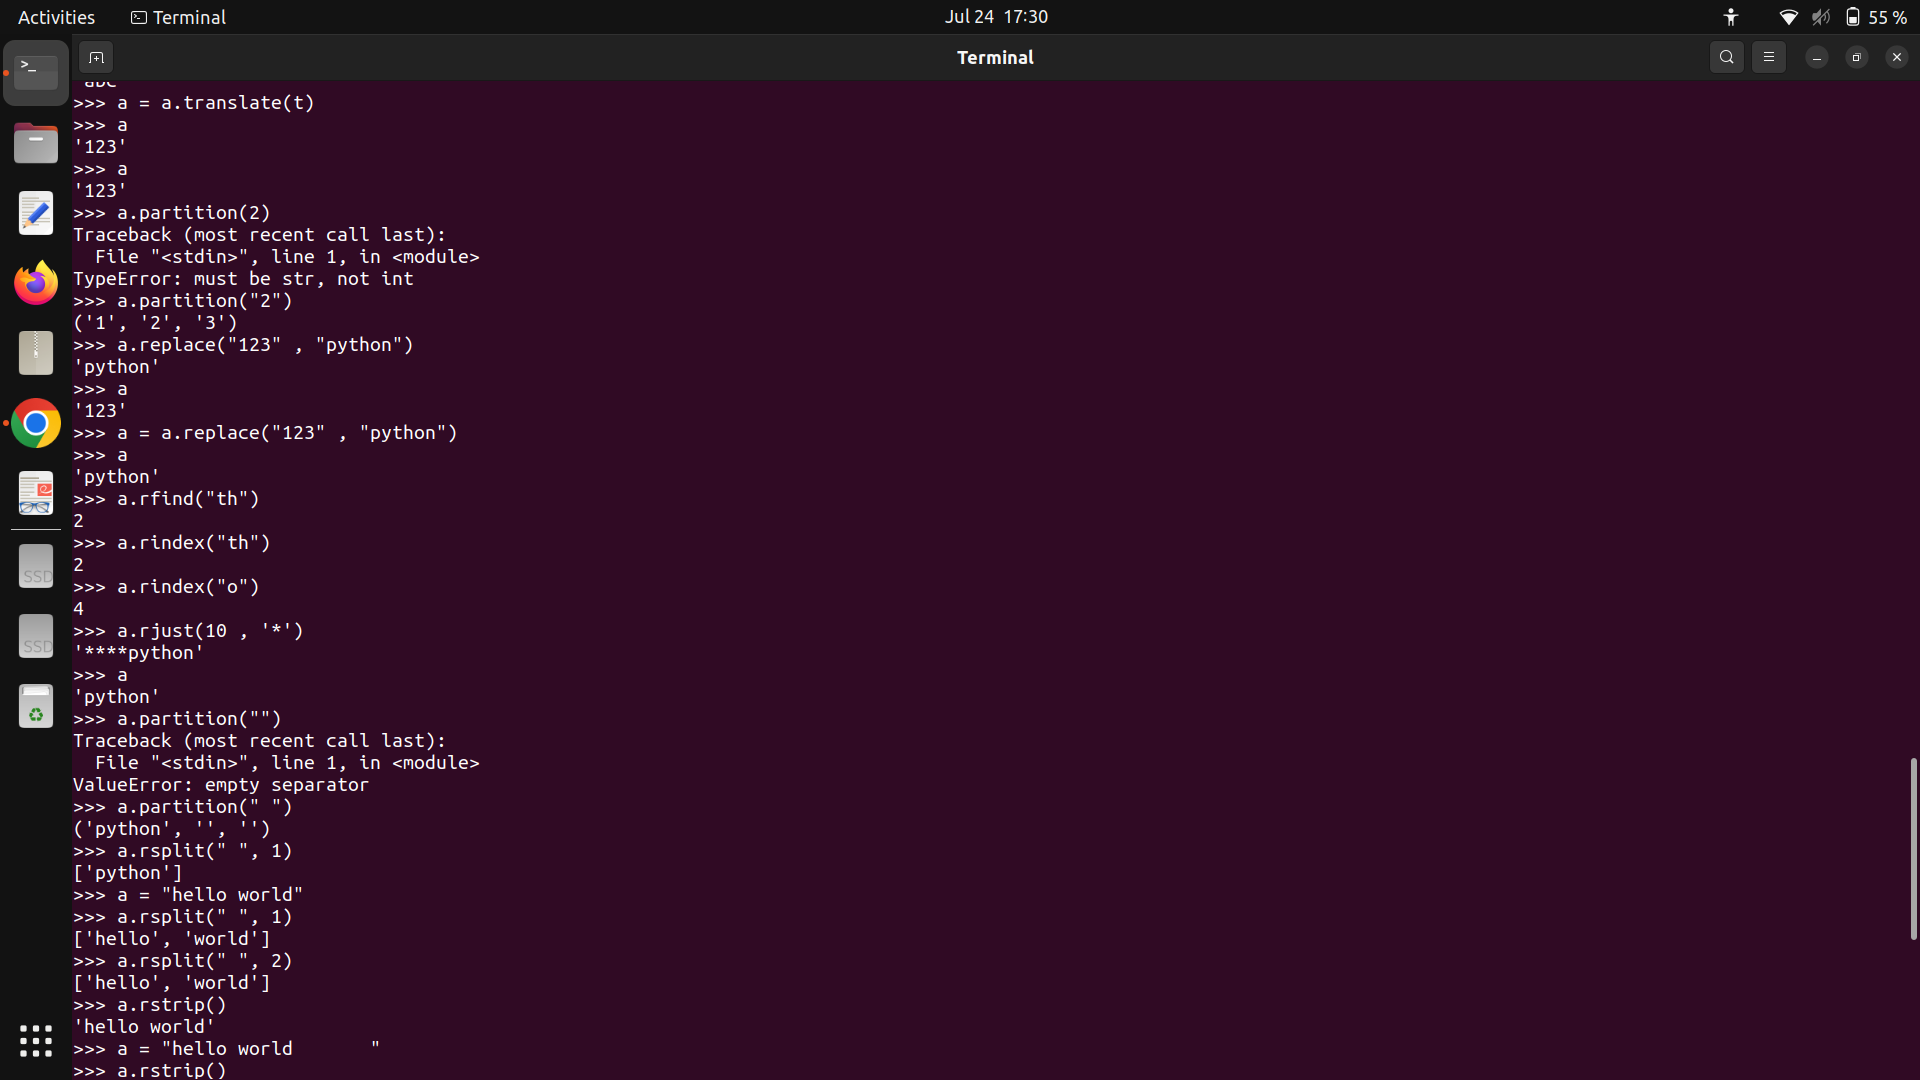 Activities
Terminal
Jul 24 17:30
55 %
Terminal
'abc'
>>> a = a.translate(t)
>>> a
'123'
>>> a
'123'
>>> a.partition(2)
Traceback (most recent call last):
  File "<stdin>", line 1, in <module>
TypeError: must be str, not int
>>> a.partition("2")
('1', '2', '3')
>>> a.replace("123" , "python")
'python'
>>> a
'123'
>>> a = a.replace("123" , "python")
>>> a
'python'
>>> a.rfind("th")
2
>>> a.rindex("th")
2
>>> a.rindex("o")
4
>>> a.rjust(10 , '*')
'****python'
>>> a
'python'
>>> a.partition("")
Traceback (most recent call last):
  File "<stdin>", line 1, in <module>
ValueError: empty separator
>>> a.partition(" ")
('python', '', '')
>>> a.rsplit(" ", 1)
['python']
>>> a = "hello world"
>>> a.rsplit(" ", 1)
['hello', 'world']
>>> a.rsplit(" ", 2)
['hello', 'world']
>>> a.rstrip()
'hello world'
>>> a = "hello world       "
>>> a.rstrip()
>_
SSD
SSD